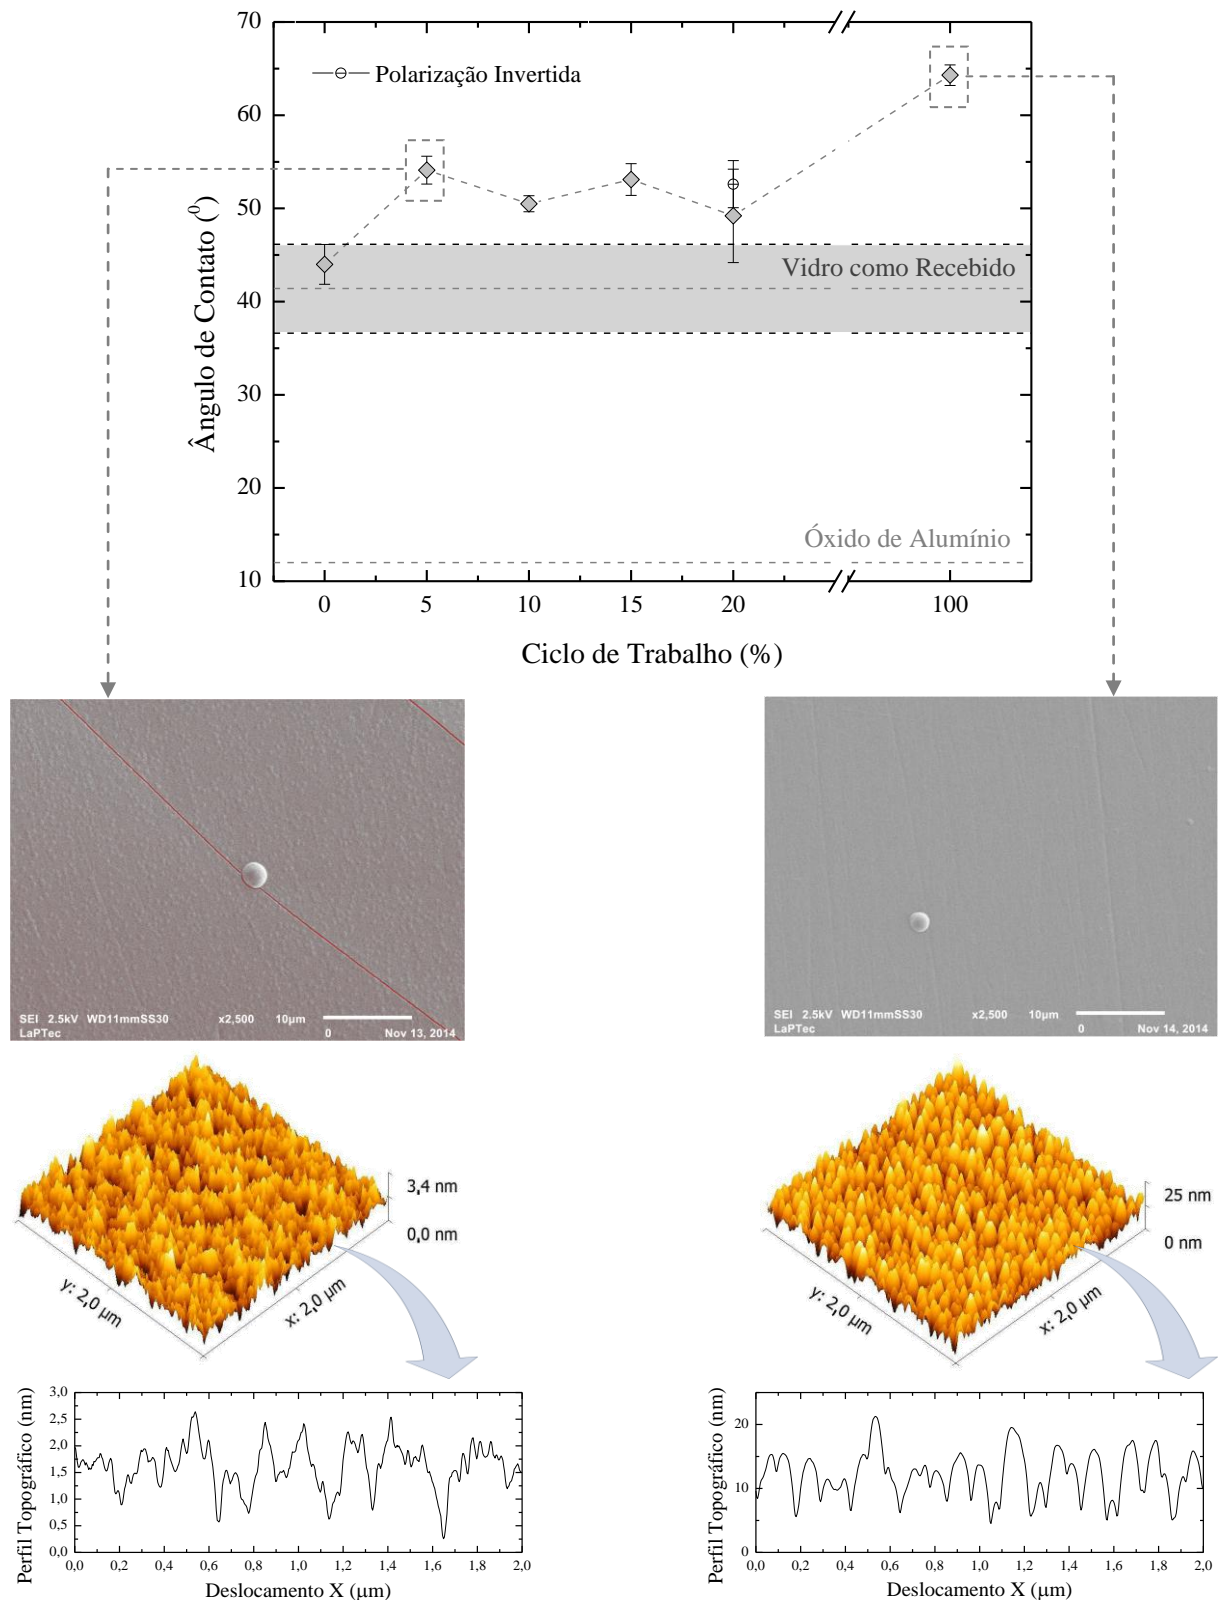 70
60
50
40
30
20
10
Ângulo de Contato (⁰)
Polarização Invertida
Vidro como Recebido
Óxido de Alumínio
0 5 10 15 20 100
Ciclo de Trabalho (%)
SEI 2.5kV WD11mmSS30 x2,500 10µm
LaPTec 0 Nov 13, 2014
SEI 2.5kV WD11mmSS30 x2,500 10µm
LaPTec 0 Nov 14, 2014
3,4 nm
0,0 nm
y: 2,0 µm
x: 2,0 µm
25 nm
0 nm
y: 2,0 µm
x: 2,0 µm
Perfil Topográfico (nm)
3,0
2,5
2,0
1,5
1,0
0,5
0,0
0,0 0,2 0,4 0,6 0,8 1,0 1,2 1,4 1,6 1,8 2,0
Deslocamento X (µm)
Perfil Topográfico (nm)
20
10
0
0,0 0,2 0,4 0,6 0,8 1,0 1,2 1,4 1,6 1,8 2,0
Deslocamento X (µm)